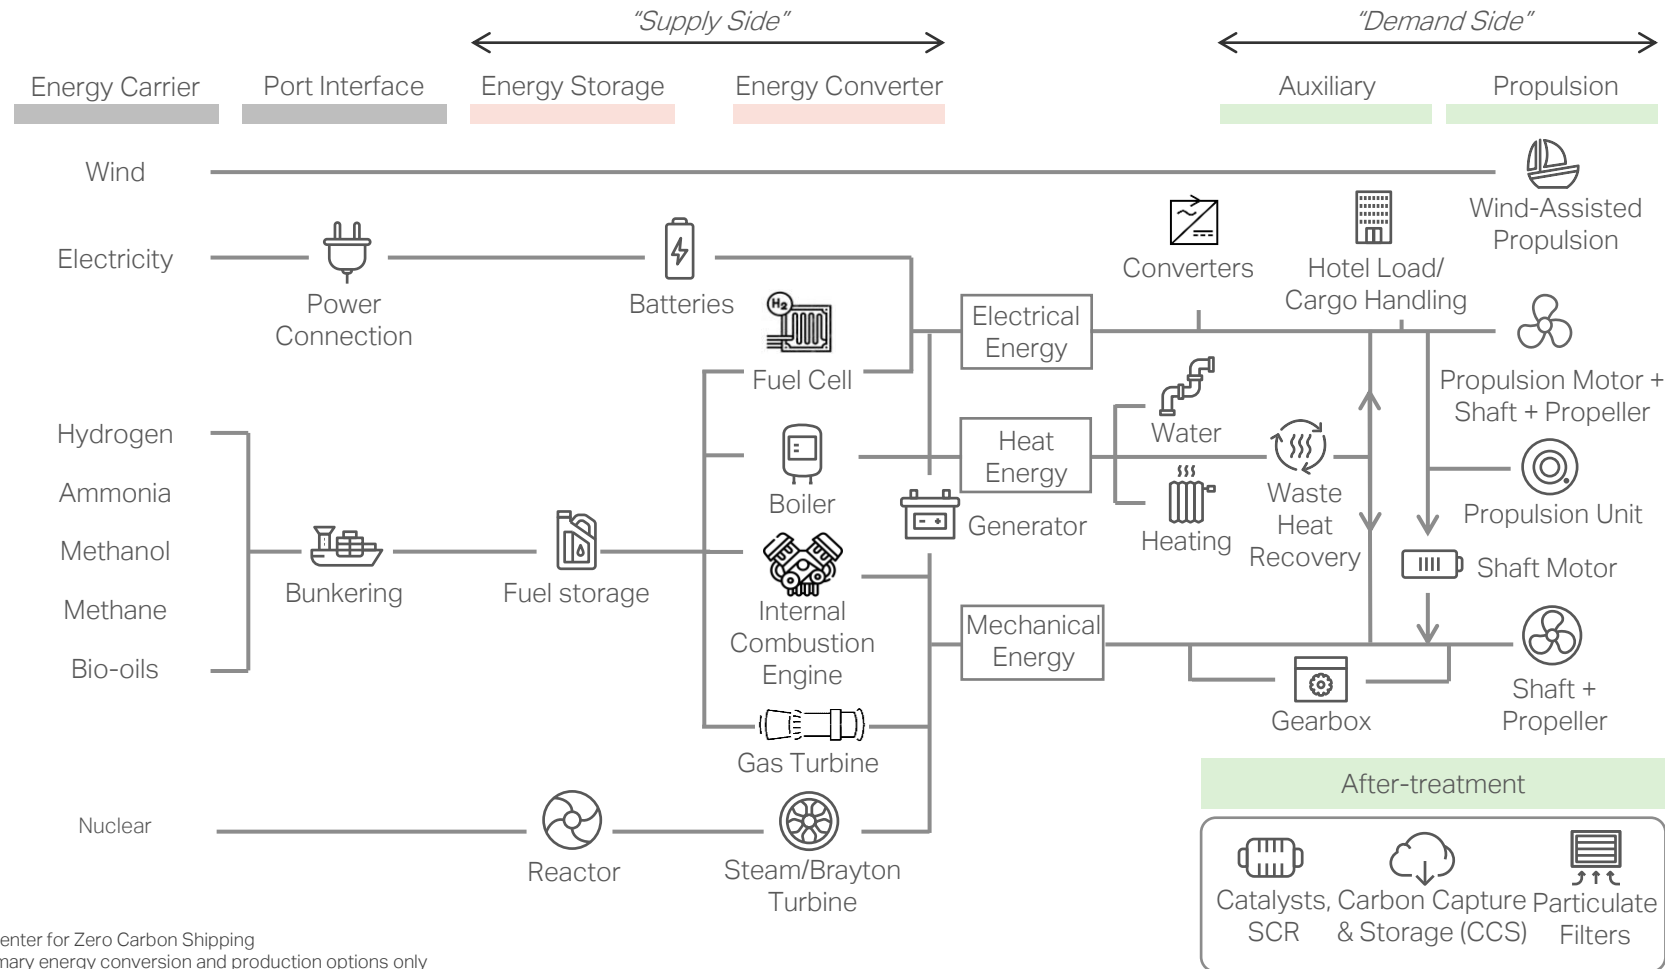 “Supply Side”
“Demand Side”
Energy Carrier
Port Interface
Energy Storage
Energy Converter
Auxiliary
Propulsion
Wind
Wind-Assisted
Propulsion
Electricity
Power
Connection
Batteries
Converters
Hotel Load/
Cargo Handling
H2
Fuel Cell
Electrical
Energy
Propulsion Motor +
Shaft + Propeller
Hydrogen
Ammonia
Methanol
Methane
Bio-oils
Bunkering
Fuel storage
Boiler
Heat
Energy
Water
Heating
Waste
Heat
Recovery
Propulsion Unit
Generator
Shaft Motor
Internal
Combustion
Engine
Mechanical
Energy
Gearbox
Shaft +
Propeller
Gas Turbine
Nuclear
Reactor
Steam/Brayton
Turbine
After-treatment
Catalysts,
SCR
Carbon Capture
& Storage (CCS)
Particulate
Filters
for Zero Carbon Shipping
energy conversion and production options only